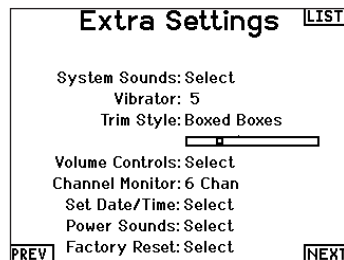 Extra Settings
LIST
System Sounds: Select
Vibrator: 5
Trim Style: Boxed Boxes
Volume Controls: Select
Channel Monitor: 6 Chan
Set Date/Time: Select
Power Sounds: Select
Factory Reset: Select
PREV
NEXT